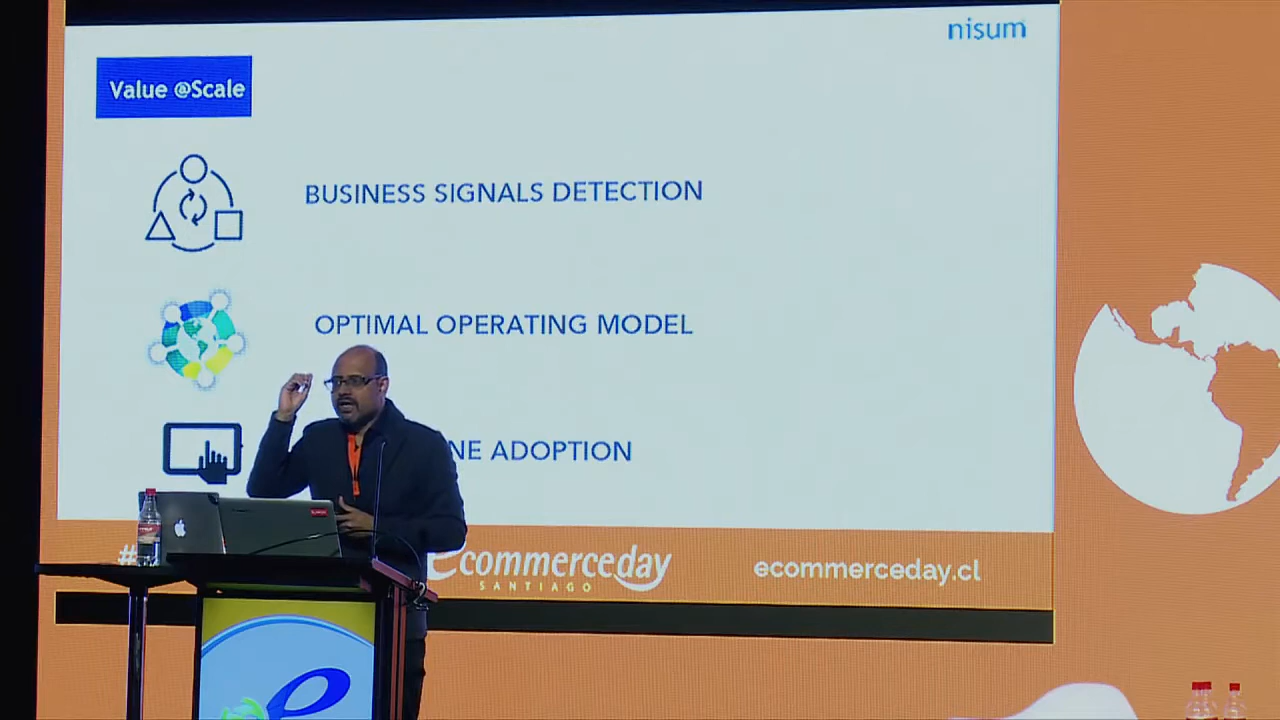 nisum
Value @Scale
BUSINESS SIGNALS DETECTION
OPTIMAL OPERATING MODEL
NE ADOPTION
#
ecommerceday
SANTIAGO
ecommerceday.cl
e